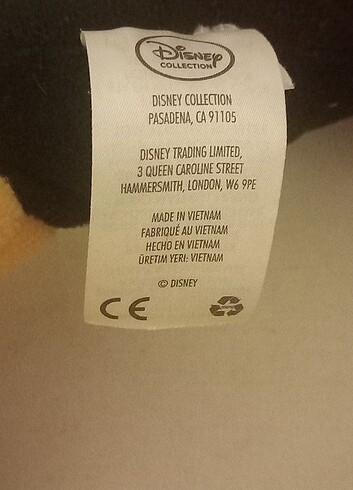 Disney
COLLECTION
DISNEY COLLECTION
PASADENA, CA 91105
DISNEY TRADING LIMITED,
3 QUEEN CAROLINE STREET
HAMMERSMITH, LONDON, W6 9PE
MADE IN VIETNAM
FABRIQUÉ AU VIETNAM
HECHO EN VIETNAM
ÜRETIM YERI: VIETNAM
© DISNEY
CE